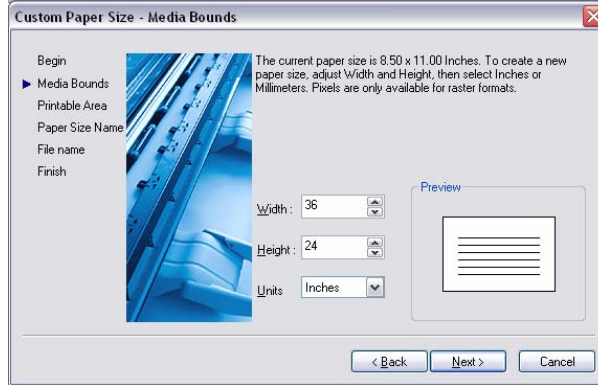 Custom Paper Size - Media Bounds
Begin
Media Bounds
Printable Area
Paper Size Name
File name
Finish
The current paper size is 8.50 x 11.00 Inches. To create a new
paper size, adjust Width and Height, then select Inches or
Millimeters. Pixels are only available for raster formats.
Width : 36
Height : 24
Units Inches
Preview
< Back Next > Cancel